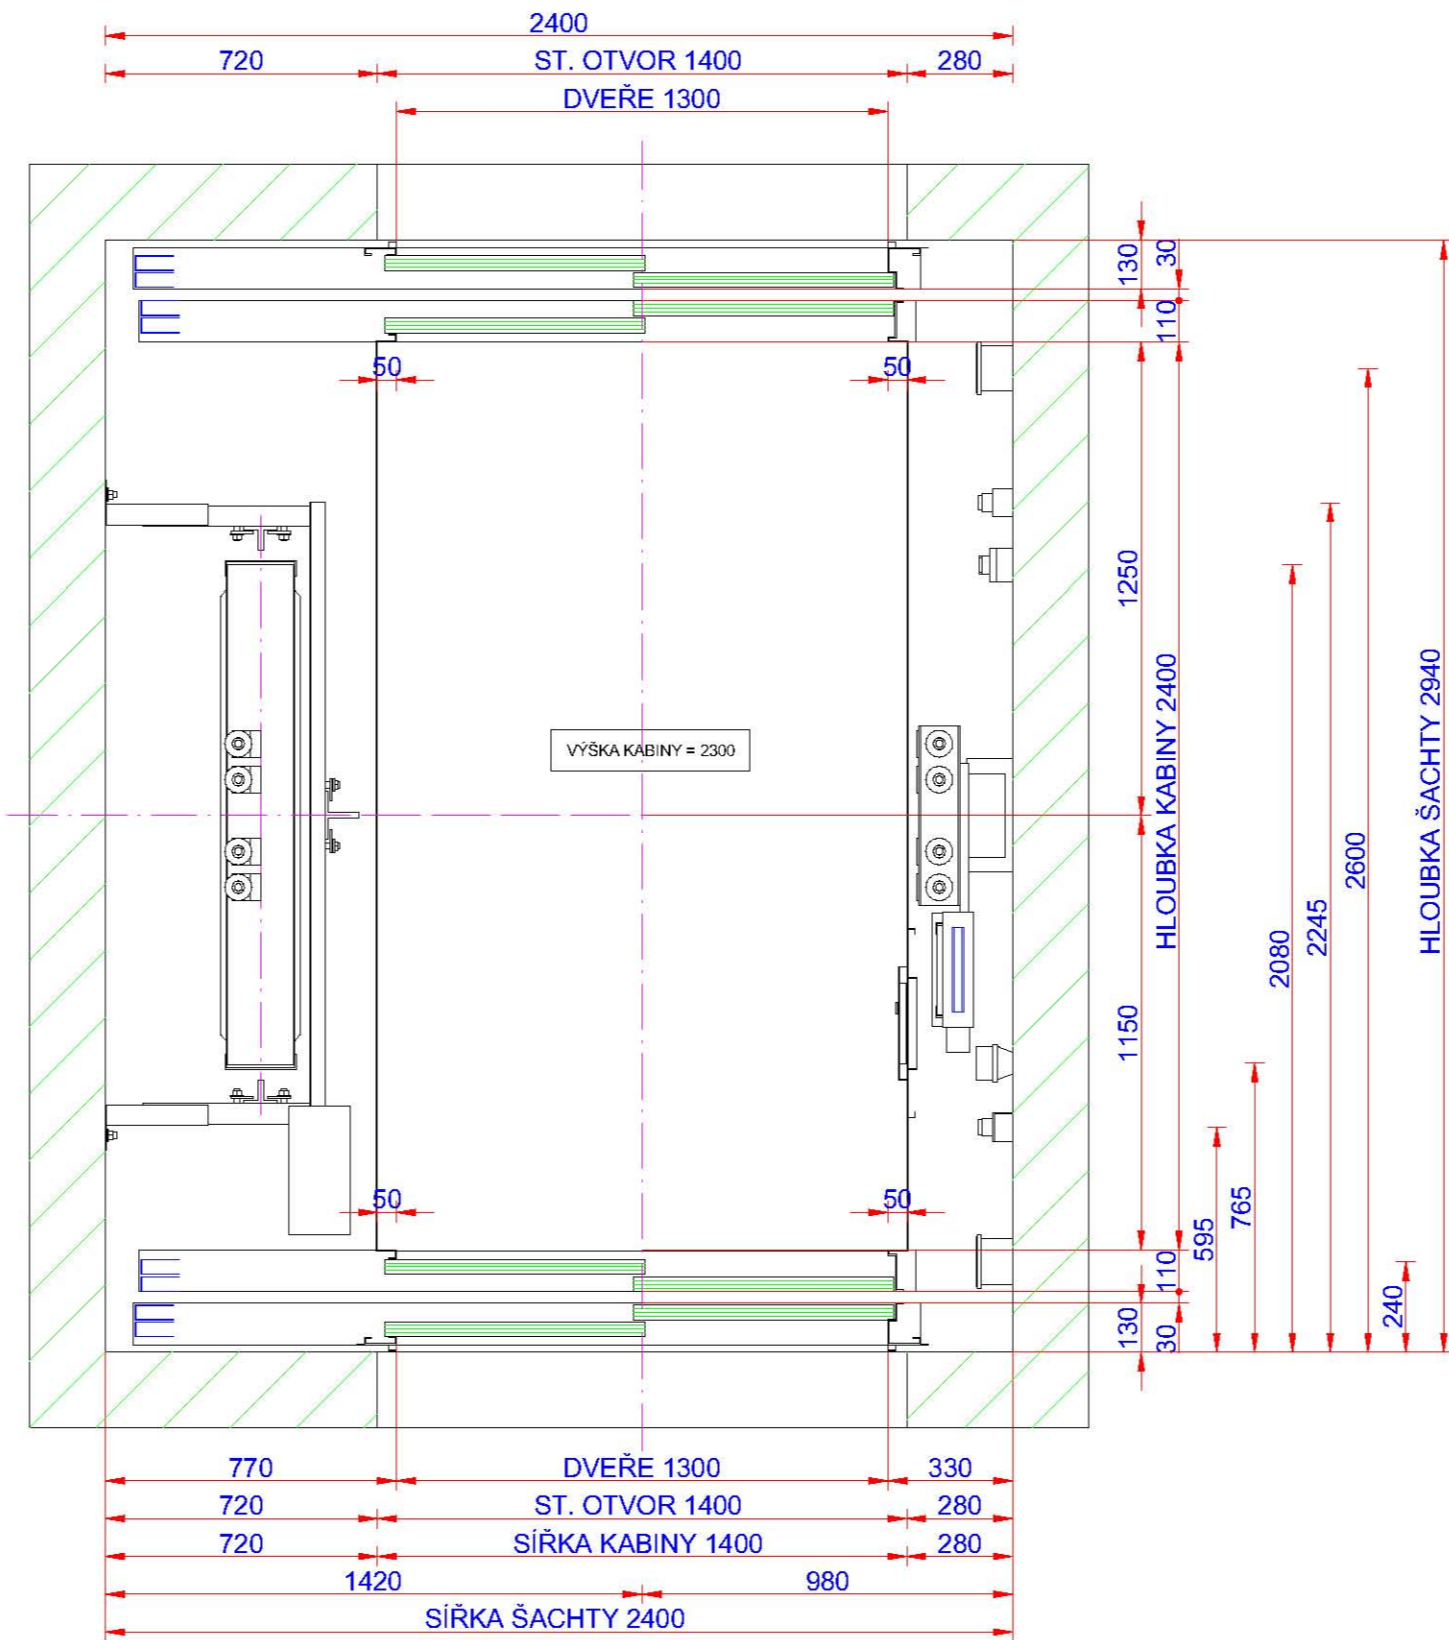 2400
720 ST. OTVOR 1400 280
DVEŘE 1300
130 30
110
50 50
1250
HLOUBKA KABINY 2400
HLOUBKA ŠACHTY 2940
VÝŠKA KABINY = 2300
2600
2245
2080
1150
765
595
50 50
240
110
130 30
770 DVEŘE 1300 330
720 ST. OTVOR 1400 280
720 SÍŘKA KABINY 1400 280
1420 980
SÍŘKA ŠACHTY 2400